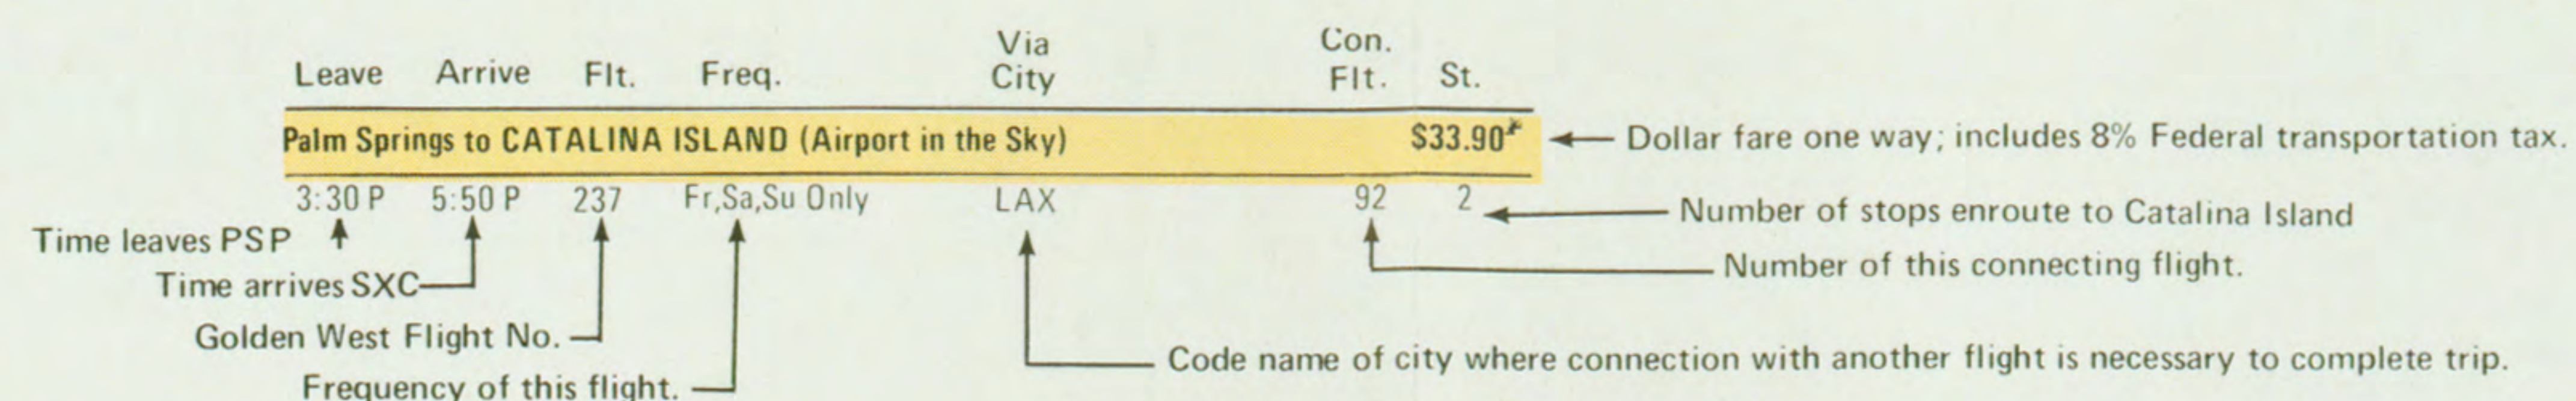 Leave Arrive Flt. Freq. Via City Con. Flt. St.
Palm Springs to CATALINA ISLAND (Airport in the Sky) $33.90*
Dollar fare one way; includes 8% Federal transportation tax.
3:30 P 5:50 P 237 Fr,Sa,Su Only LAX 92 2
Number of stops enroute to Catalina Island
Time leaves PSP
Number of this connecting flight.
Time arrives SXC
Golden West Flight No.
Code name of city where connection with another flight is necessary to complete trip.
Frequency of this flight.